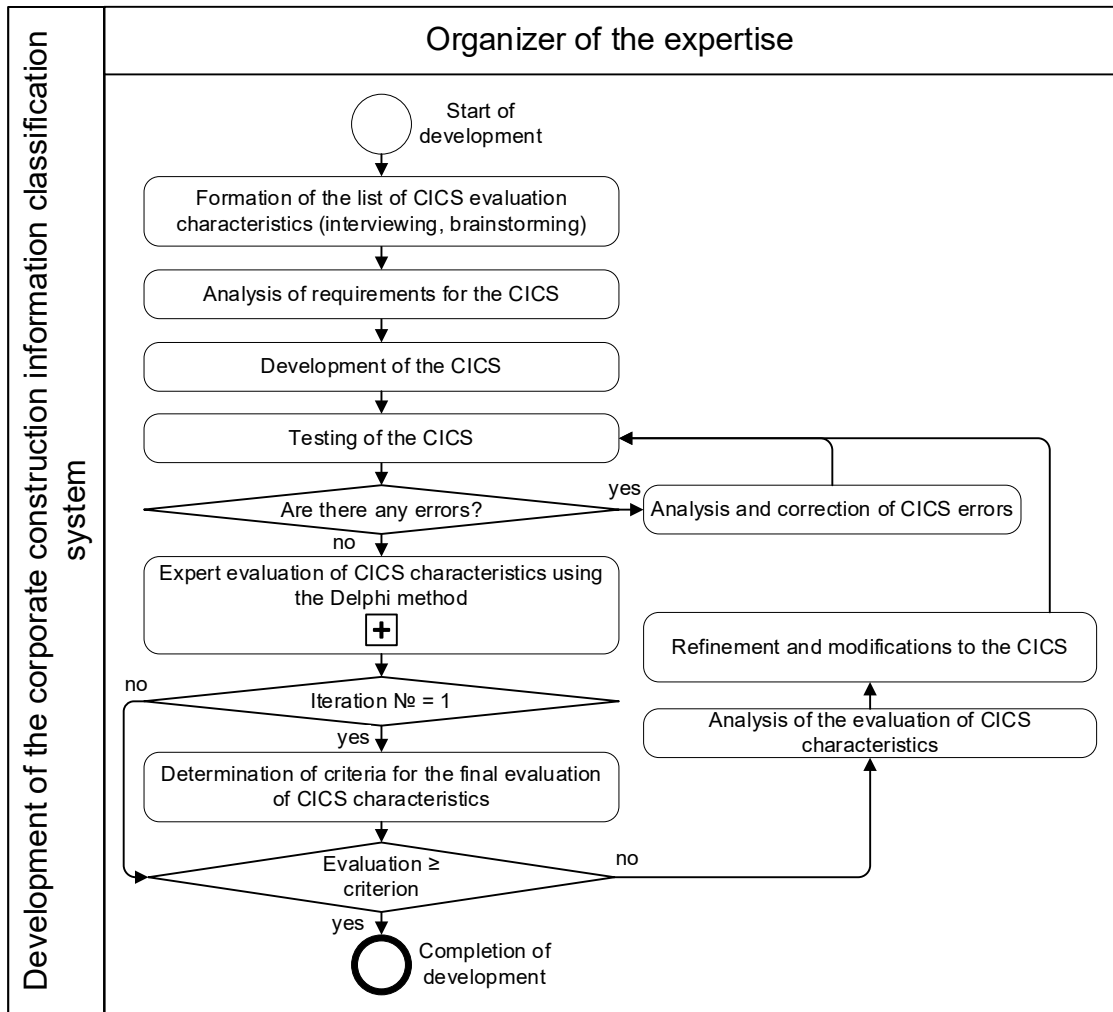 Development of the corporate construction information classification
system
Organizer of the expertise
Start of
development
Formation of the list of CICS evaluation
characteristics (interviewing, brainstorming)
Analysis of requirements for the CICS
Development of the CICS
Testing of the CICS
Are there any errors?
yes
Analysis and correction of CICS errors
no
Expert evaluation of CICS characteristics using
the Delphi method
Refinement and modifications to the CICS
no
Iteration № = 1
Analysis of the evaluation of CICS
characteristics
yes
Determination of criteria for the final evaluation
of CICS characteristics
Evaluation ≥
criterion
no
yes
Completion of
development